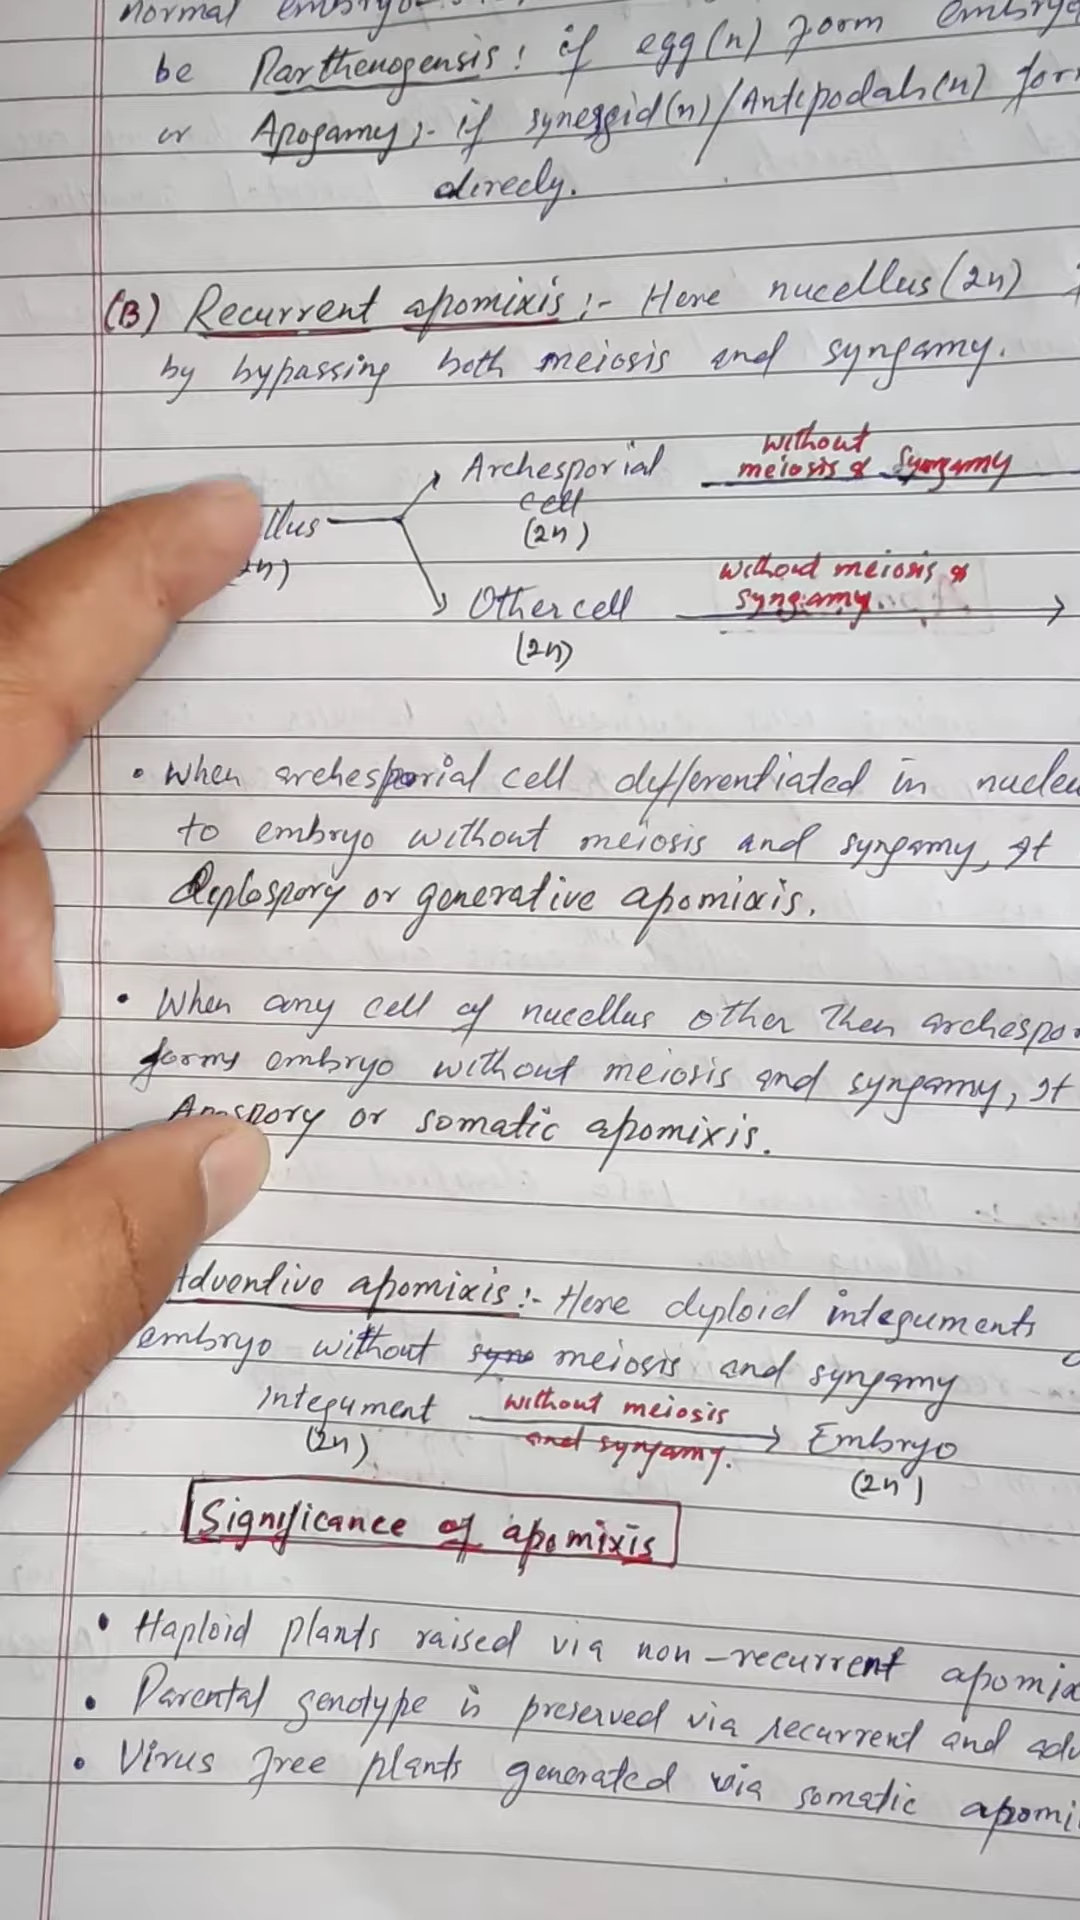 normal embryo
be Parthenogensis: if egg(n) form embryo
or Apogamy:- if synergid(n)/Antipodals(n) for
direcly.
(B) Recurrent apomixis:- Here nucellus(2n)
by bypassing both meiosis and syngamy.
without
Archesporial meiosis & syngamy
llus cell
(2n)
without meiosis &
Other cell syngamy
(2n)
• When archesporial cell differentiated in
to embryo without meiosis and syngamy, It
Diplospory or generative apomixis.
• When any cell of nucellus other then archespo
forms embryo without meiosis and syngamy, It
or somatic apomixis.
Adventive apomixis:- Here diploid integuments
embryo without meiosis and syngamy
Integument without meiosis and syngamy. Embryo
(2n) (2n)
Significance of apomixis
• Haploid plants raised via non-recurrent apomix
• Parental genotype is preserved via recurrent and adv
• Virus free plants generated via somatic apomi